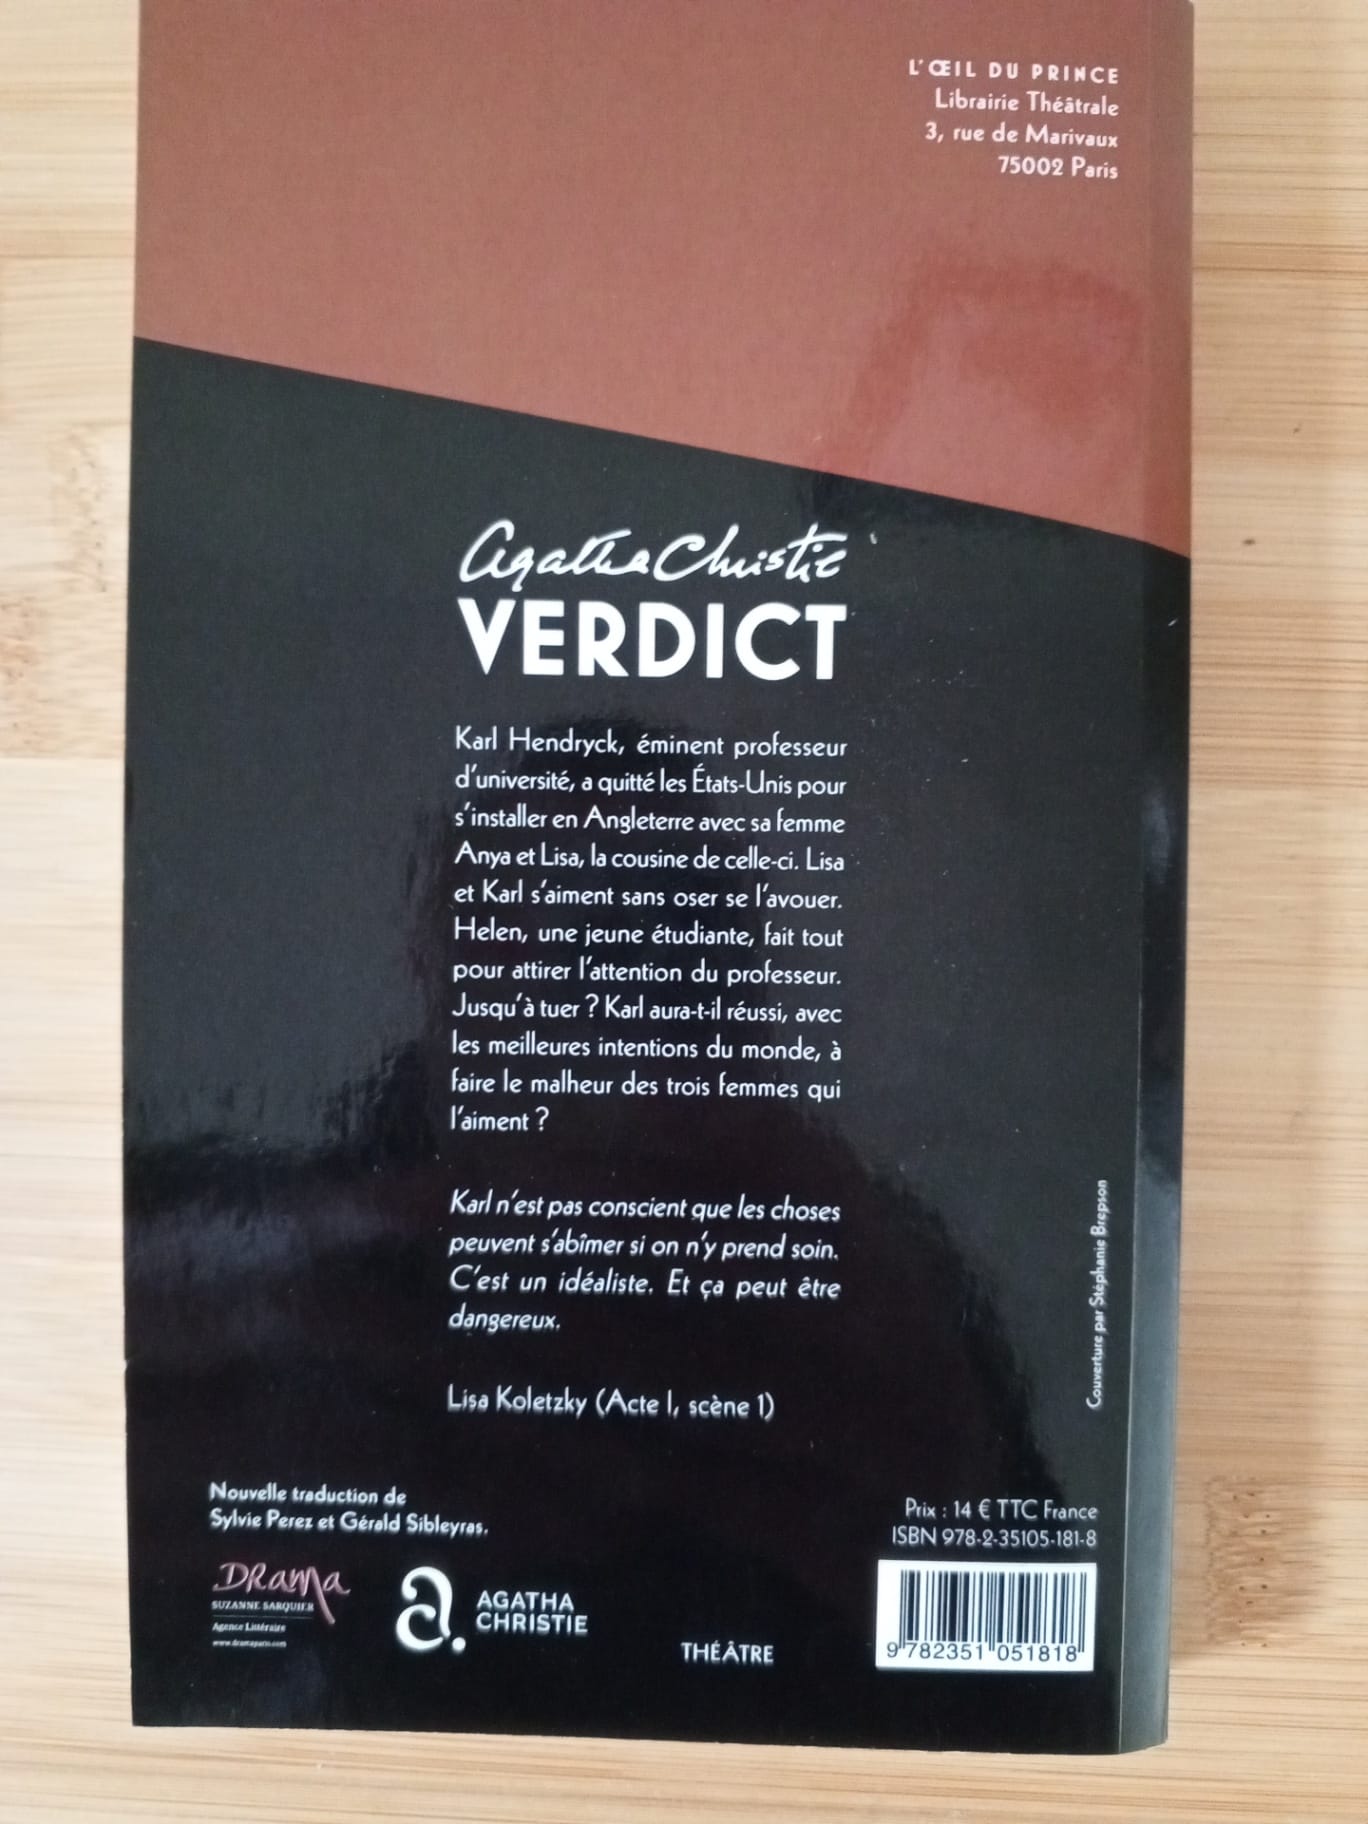 L'ŒIL DU PRINCE
Librairie Théâtrale
3, rue de Marivaux
75002 Paris
Agatha Christie
VERDICT
Karl Hendryck, éminent professeur
d'université, a quitté les États-Unis pour
s'installer en Angleterre avec sa femme
Anya et Lisa, la cousine de celle-ci. Lisa
et Karl s'aiment sans oser se l'avouer.
Helen, une jeune étudiante, fait tout
pour attirer l'attention du professeur.
Jusqu'à tuer ? Karl aura-t-il réussi, avec
les meilleures intentions du monde, à
faire le malheur des trois femmes qui
l'aiment ?
Karl n'est pas conscient que les choses
peuvent s'abîmer si on n'y prend soin.
C'est un idéaliste. Et ça peut être
dangereux.
Lisa Koletzky (Acte I, scène 1)
Couverture par Stéphanie Brepson
Nouvelle traduction de
Sylvie Perez et Gérald Sibleyras.
DRama
SUZANNE SARQUIER
Agence Littéraire
www.dramaparis.com
a.
AGATHA
CHRISTIE
THÉÂTRE
Prix : 14 € TTC France
ISBN 978-2-35105-181-8
9 782351 051818